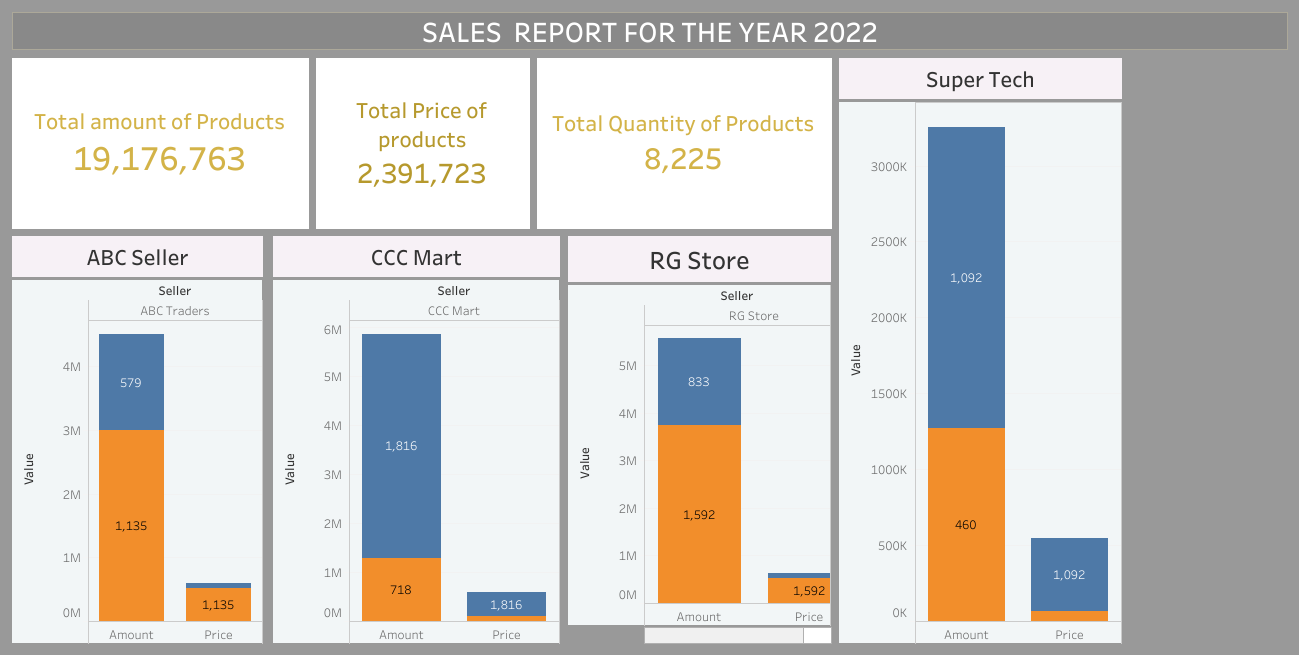 SALES  REPORT FOR THE YEAR 2022
Total amount of Products
19,176,763
Total Price of
products
2,391,723
Total Quantity of Products
8,225
Super Tech
3000K
2500K
2000K
1500K
1000K
500K
0K
Value
1,092
460
1,092
Amount
Price
ABC Seller
Seller
ABC Traders
4M
3M
2M
1M
0M
Value
579
1,135
1,135
Amount
Price
CCC Mart
Seller
CCC Mart
6M
5M
4M
3M
2M
1M
0M
Value
1,816
718
1,816
Amount
Price
RG Store
Seller
RG Store
5M
4M
3M
2M
1M
0M
Value
833
1,592
1,592
Amount
Price